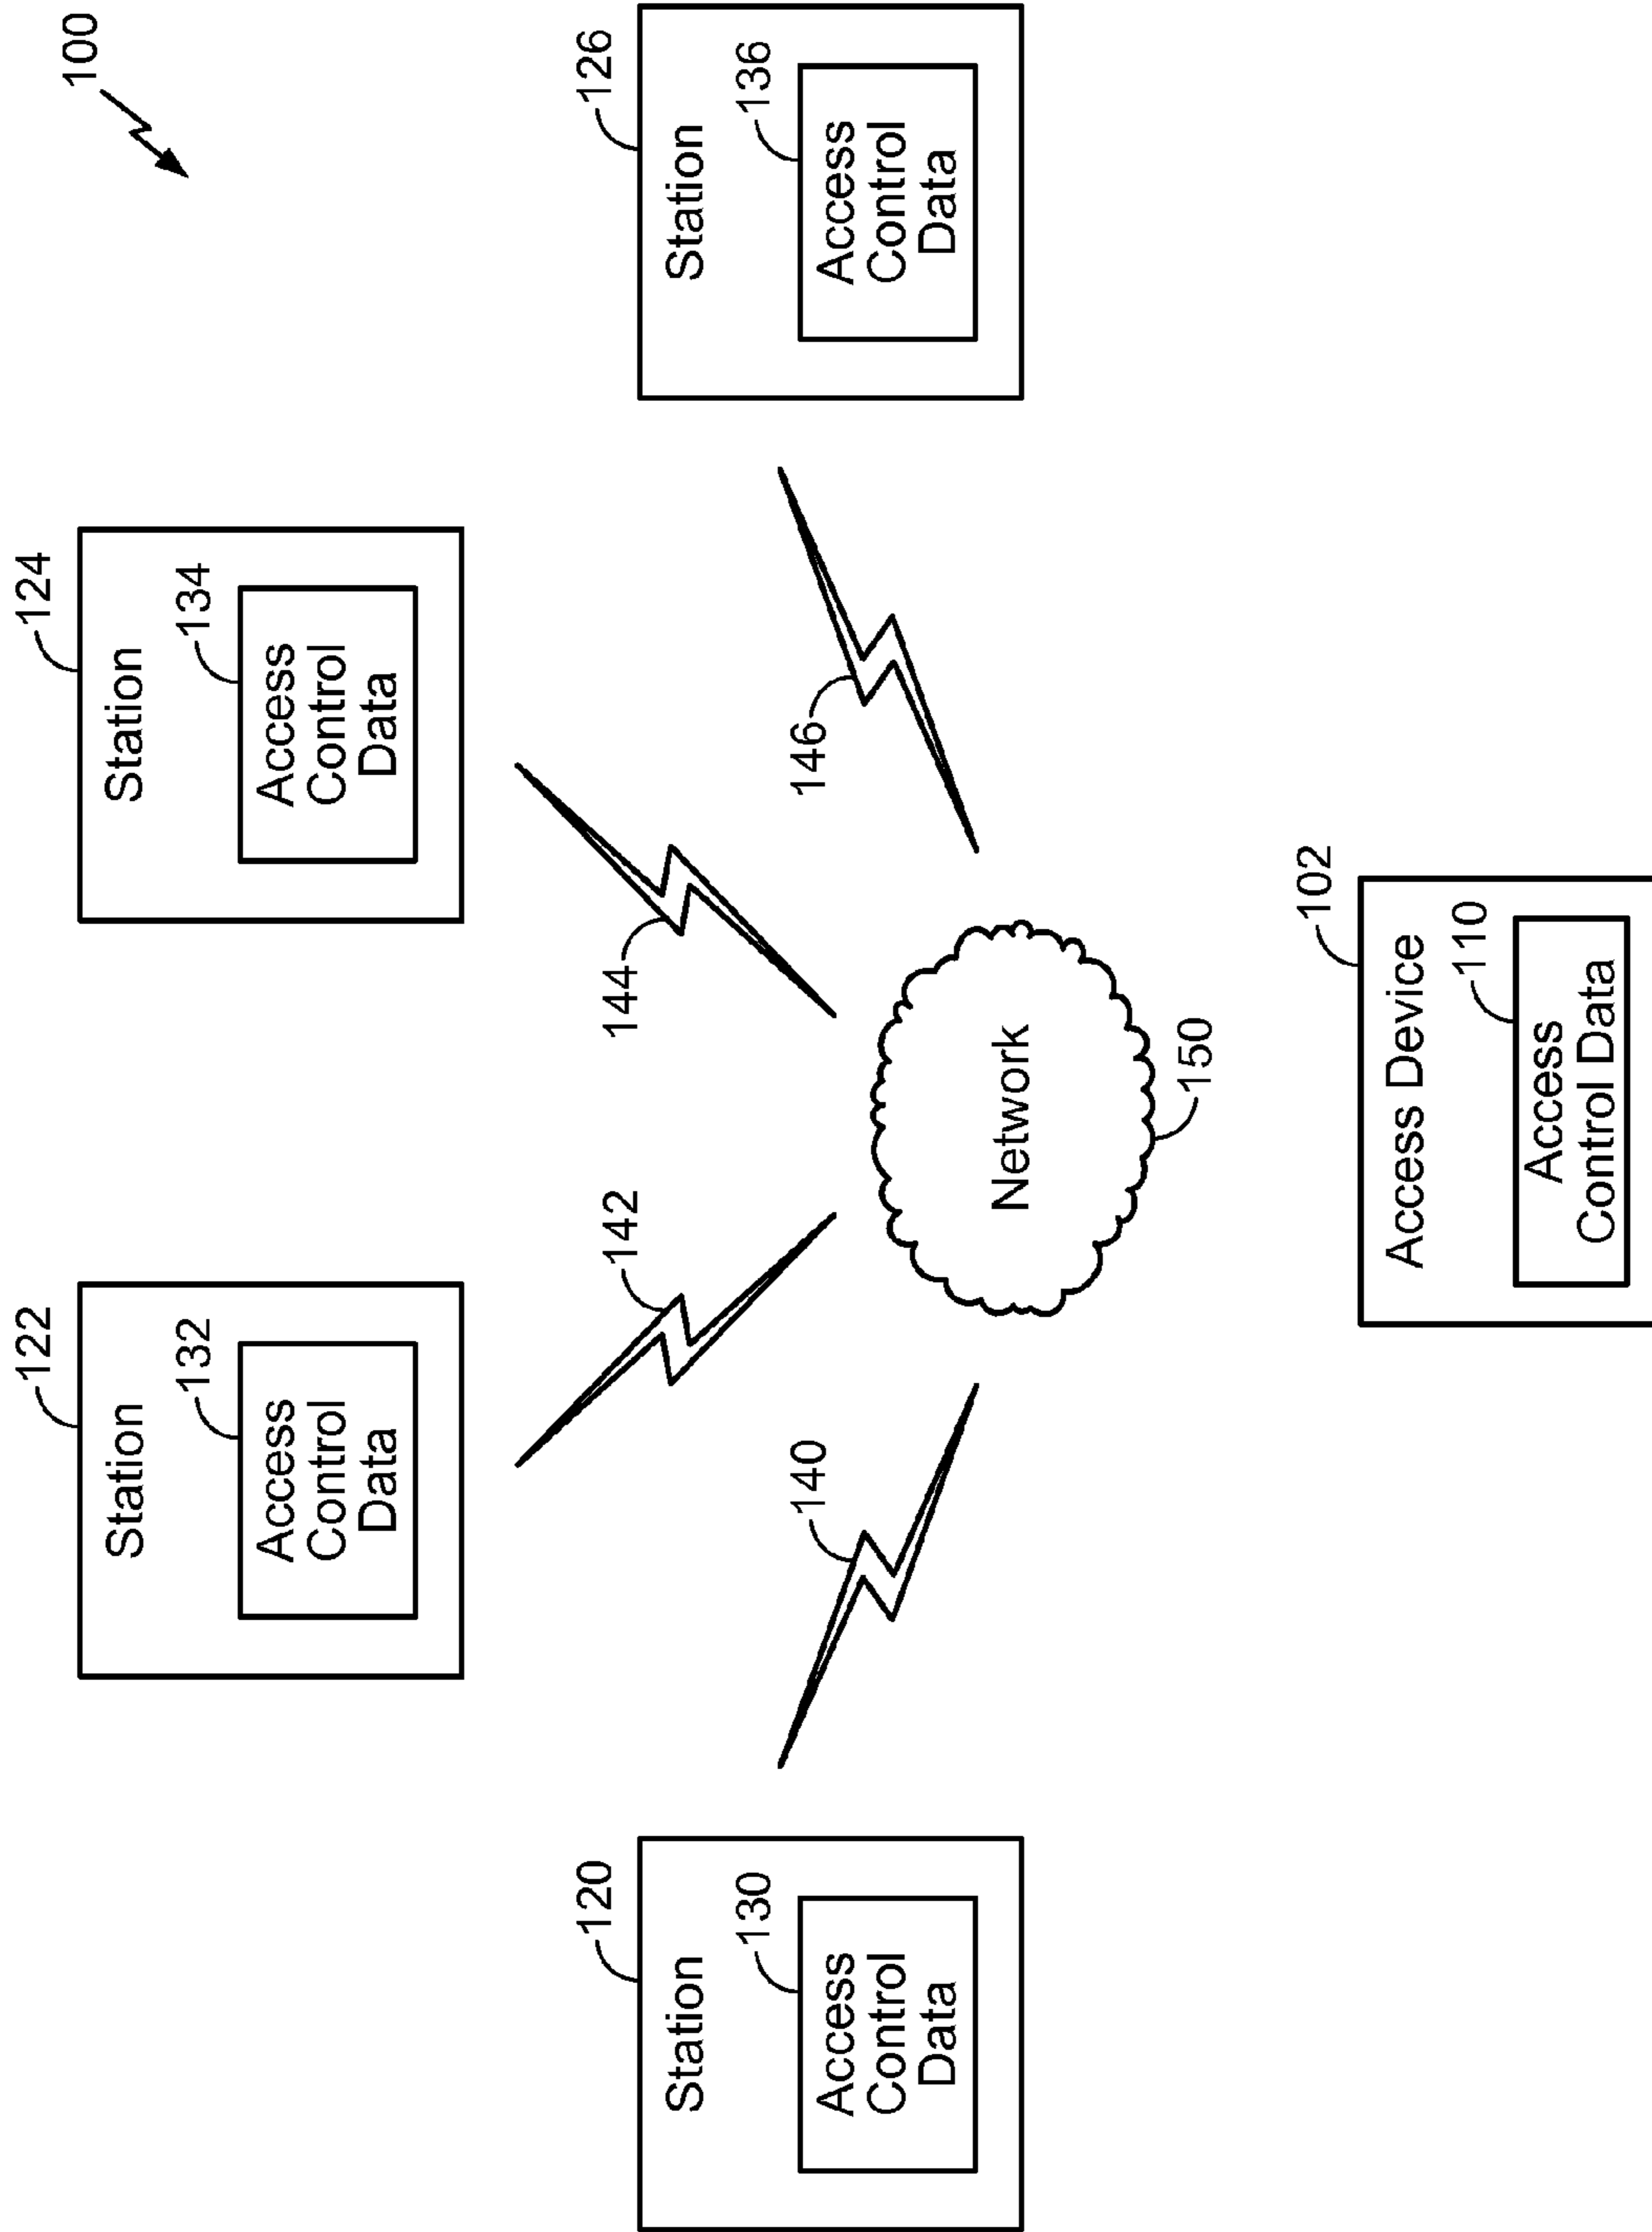 100
122
Station
132
Access
Control
Data
124
Station
134
Access
Control
Data
120
Station
130
Access
Control
Data
126
Station
136
Access
Control
Data
142
144
140
146
Network
150
102
Access Device
110
Access
Control Data